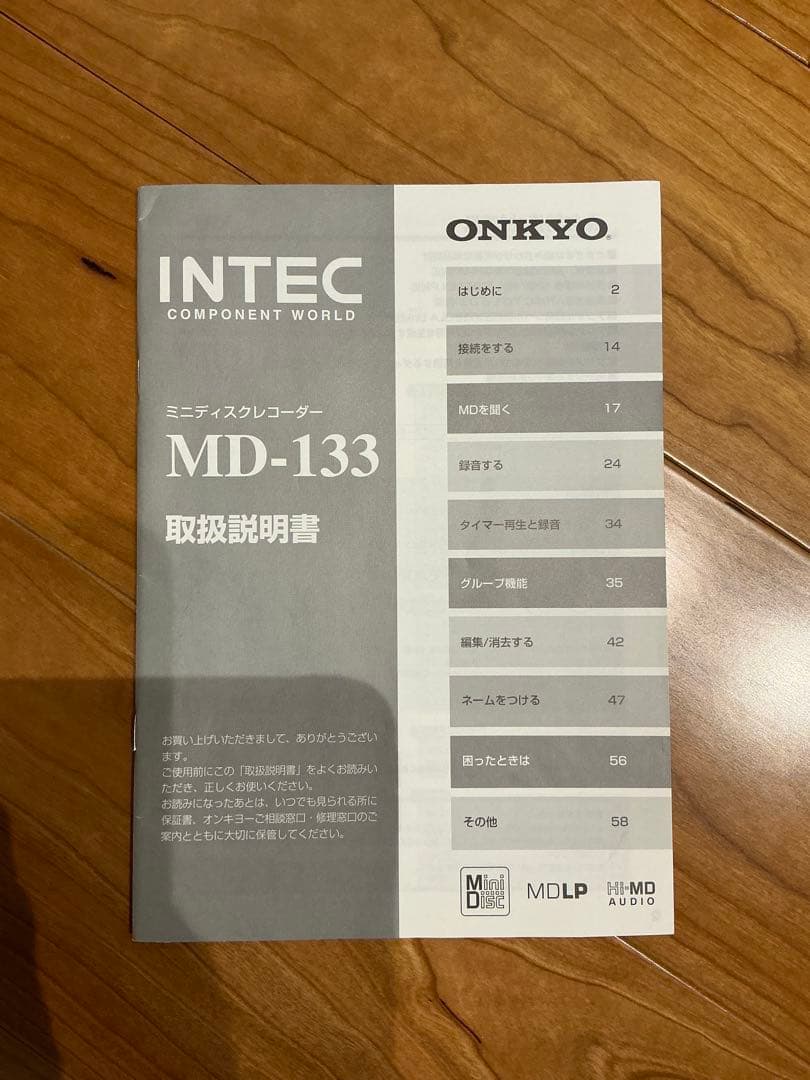 INTEC
COMPONENT WORLD
ミニディスクレコーダー
MD-133
取扱説明書
お買い上げいただきまして、ありがとうござい
ます。
ご使用前にこの「取扱説明書」をよくお読みい
ただき、正しくお使いください。
お読みになったあとは、いつでも見られる所に
保証書、オンキヨーご相談窓口・修理窓口のご
案内とともに大切に保管してください。
ONKYO®
はじめに 2
接続をする 14
MDを聞く 17
録音する 24
タイマー再生と録音 34
グループ機能 35
編集/消去する 42
ネームをつける 47
困ったときは 56
その他 58
Mini
Disc
MDLP
Hi-MD
AUDIO